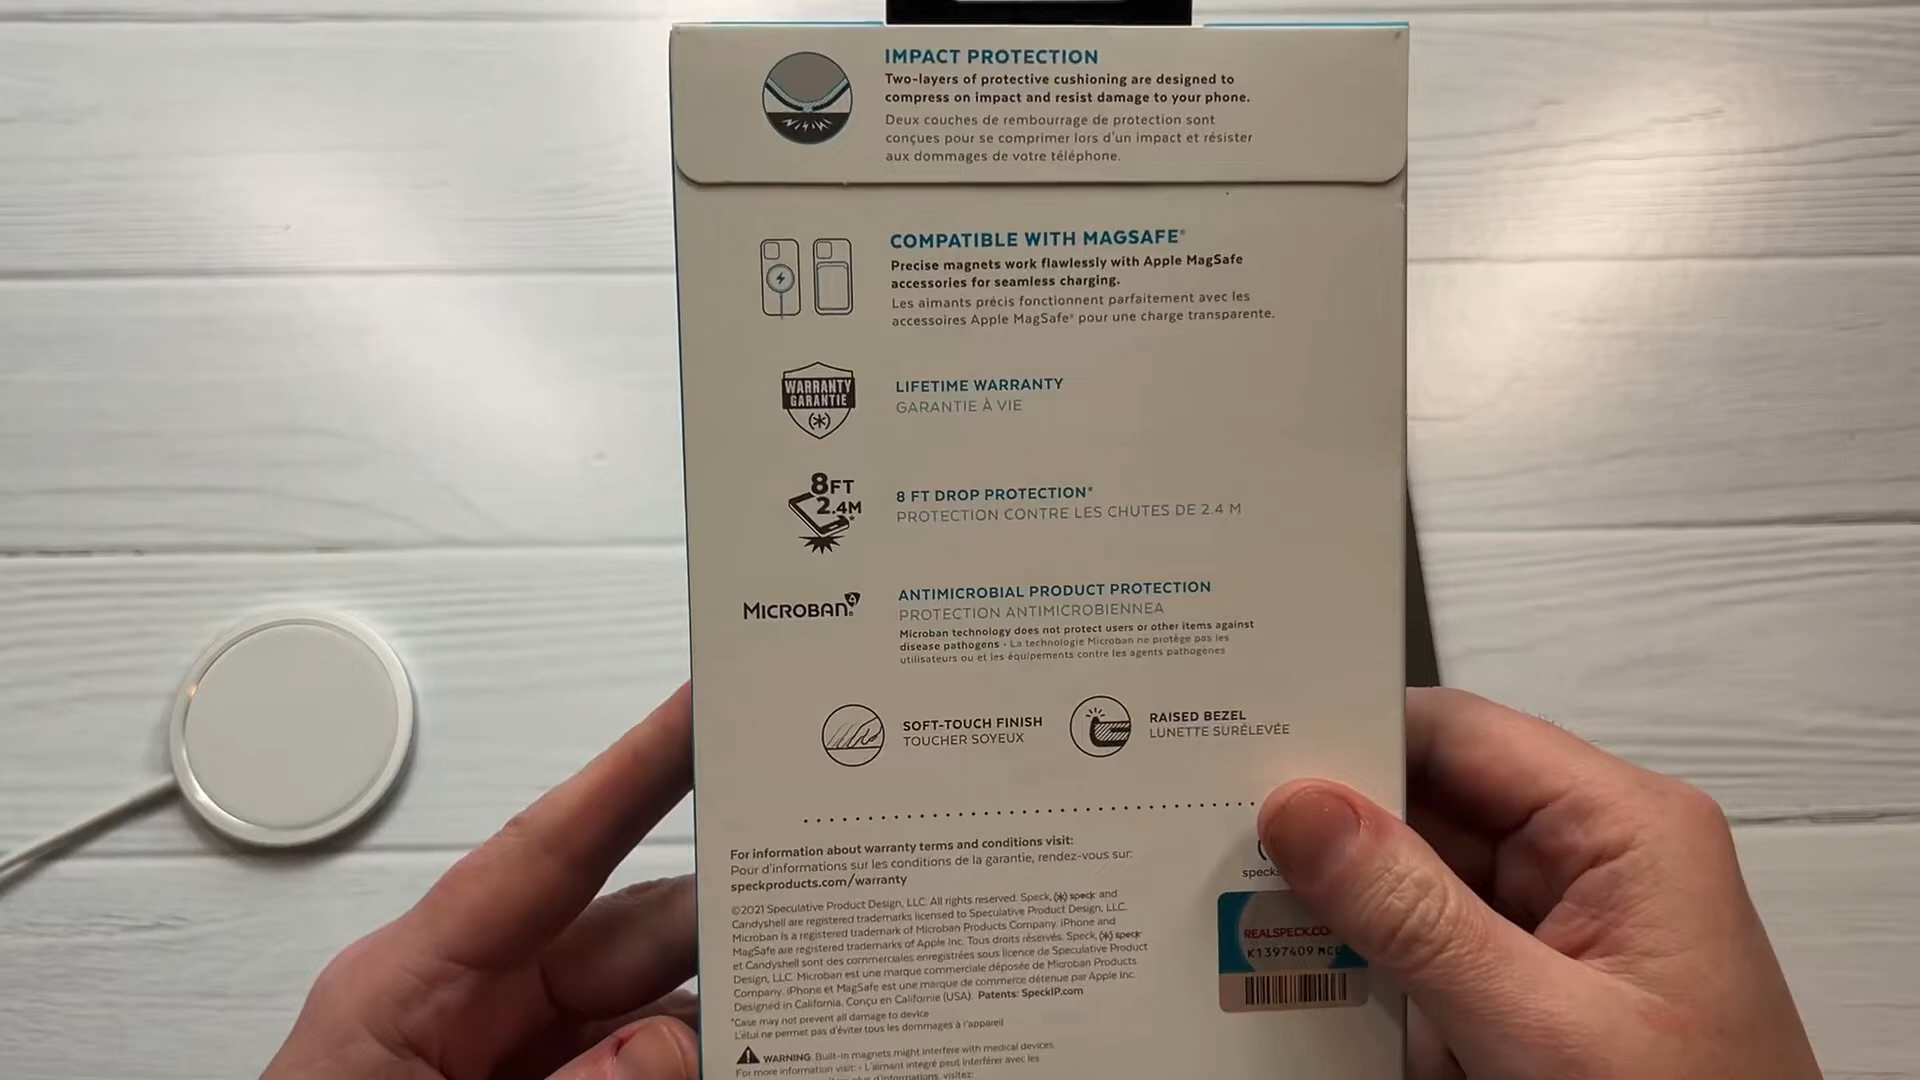 IMPACT PROTECTION
Two-layers of protective cushioning are designed to
compress on impact and resist damage to your phone.
Deux couches de rembourrage de protection sont
conçues pour se comprimer lors d'un impact et résister
aux dommages de votre téléphone.
COMPATIBLE WITH MAGSAFE®
Precise magnets work flawlessly with Apple MagSafe
accessories for seamless charging.
Les aimants précis fonctionnent parfaitement avec les
accessoires Apple MagSafe® pour une charge transparente.
WARRANTY
GARANTIE
(*)
LIFETIME WARRANTY
GARANTIE À VIE
8FT
2.4M*
8 FT DROP PROTECTION*
PROTECTION CONTRE LES CHUTES DE 2.4 M
MICROBAN®
ANTIMICROBIAL PRODUCT PROTECTION
PROTECTION ANTIMICROBIENNEA
Microban technology does not protect users or other items against
disease pathogens • La technologie Microban ne protège pas les
utilisateurs ou et les équipements contre les agents pathogènes
SOFT-TOUCH FINISH
TOUCHER SOYEUX
RAISED BEZEL
LUNETTE SURÉLEVÉE
For information about warranty terms and conditions visit:
Pour d'informations sur les conditions de la garantie, rendez-vous sur:
speckproducts.com/warranty
©2021 Speculative Product Design, LLC. All rights reserved. Speck, (*) speck and
Candyshell are registered trademarks licensed to Speculative Product Design, LLC.
Microban is a registered trademark of Microban Products Company. iPhone and
MagSafe are registered trademarks of Apple Inc. Tous droits réservés. Speck, (*) speck
et Candyshell sont des commerciales enregistrées sous licence de Speculative Product
Design, LLC. Microban est une marque commerciale déposée de Microban Products
Company. iPhone et MagSafe est une marque de commerce détenue par Apple Inc.
Designed in California. Conçu en Californie (USA). Patents: SpeckIP.com
*Case may not prevent all damage to device
L'étui ne permet pas d'éviter tous les dommages à l'appareil
WARNING: Built-in magnets might interfere with medical devices.
For more information visit: • L'aimant intégré peut interférer avec les
plus d'informations, visitez:
REALSPECK.CO
K1397409 MCC